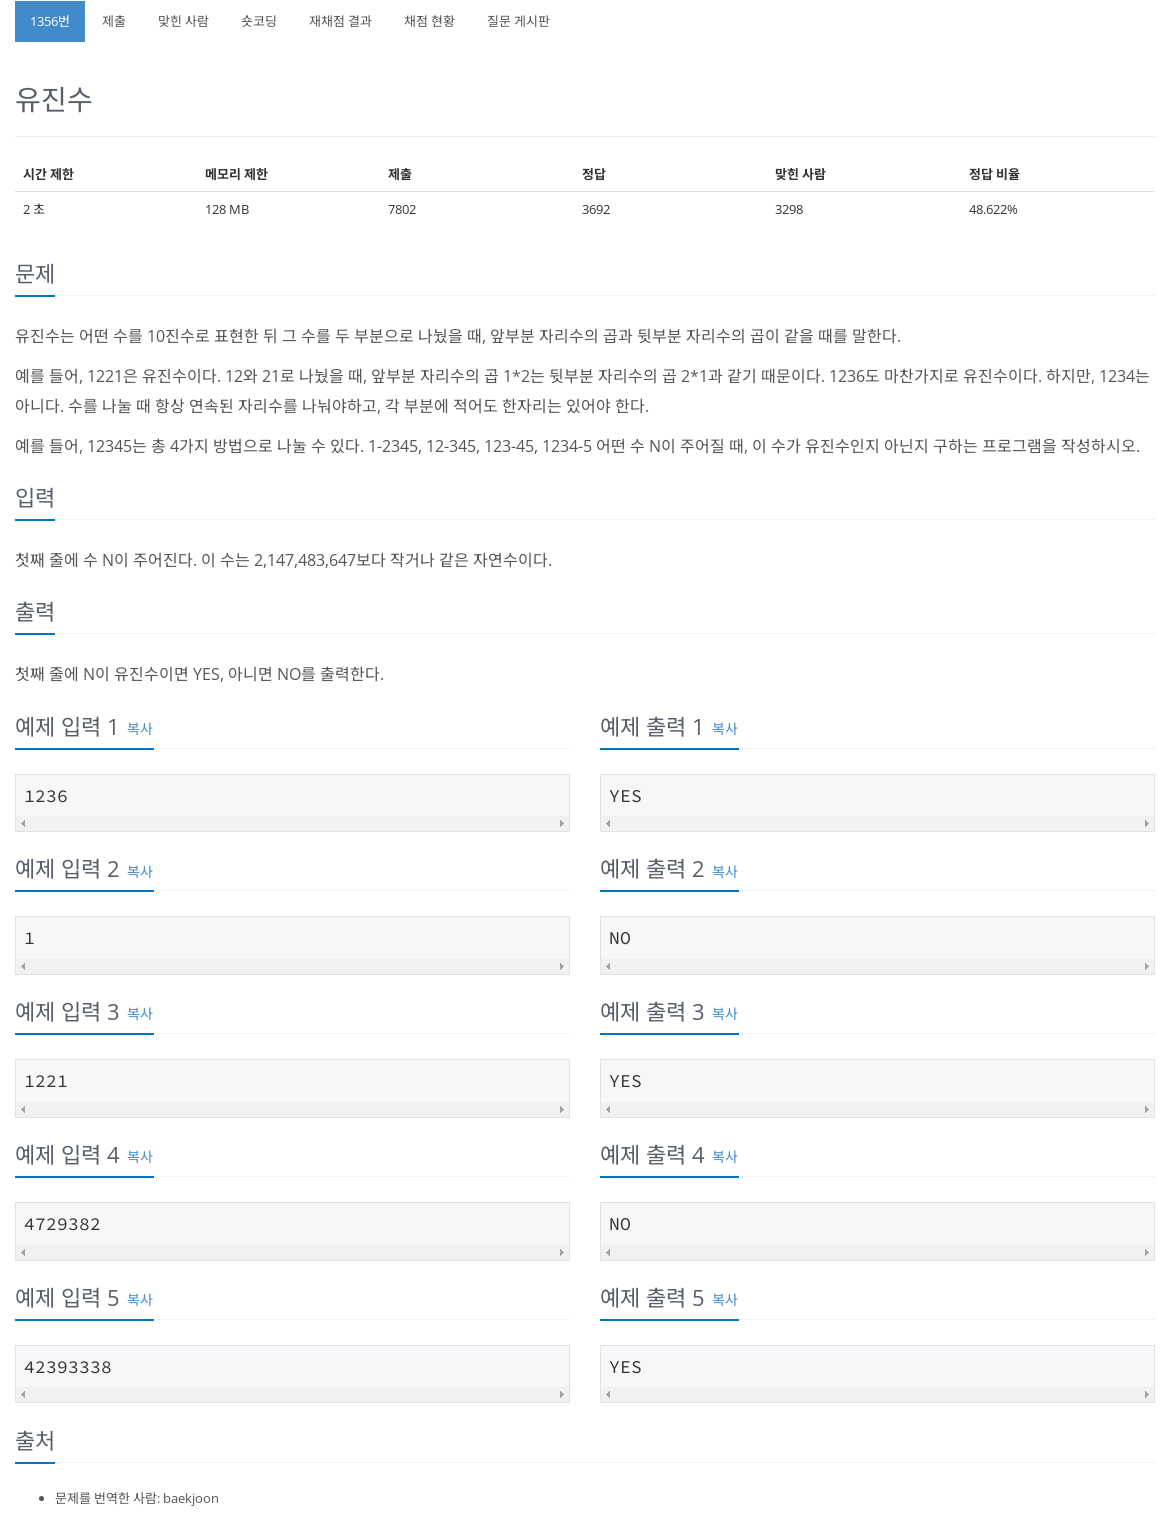 1356번 제출 맞힌 사람 숏코딩 재채점 결과 채점 현황 질문 게시판
유진수
시간 제한 메모리 제한 제출 정답 맞힌 사람 정답 비율
2 초 128 MB 7802 3692 3298 48.622%
문제
유진수는 어떤 수를 10진수로 표현한 뒤 그 수를 두 부분으로 나눴을 때, 앞부분 자리수의 곱과 뒷부분 자리수의 곱이 같을 때를 말한다.
예를 들어, 1221은 유진수이다. 12와 21로 나눴을 때, 앞부분 자리수의 곱 1*2는 뒷부분 자리수의 곱 2*1과 같기 때문이다. 1236도 마찬가지로 유진수이다. 하지만, 1234는
아니다. 수를 나눌 때 항상 연속된 자리수를 나눠야하고, 각 부분에 적어도 한자리는 있어야 한다.
예를 들어, 12345는 총 4가지 방법으로 나눌 수 있다. 1-2345, 12-345, 123-45, 1234-5 어떤 수 N이 주어질 때, 이 수가 유진수인지 아닌지 구하는 프로그램을 작성하시오.
입력
첫째 줄에 수 N이 주어진다. 이 수는 2,147,483,647보다 작거나 같은 자연수이다.
출력
첫째 줄에 N이 유진수이면 YES, 아니면 NO를 출력한다.
예제 입력 1 복사 예제 출력 1 복사
1236 YES
예제 입력 2 복사 예제 출력 2 복사
1 NO
예제 입력 3 복사 예제 출력 3 복사
1221 YES
예제 입력 4 복사 예제 출력 4 복사
4729382 NO
예제 입력 5 복사 예제 출력 5 복사
42393338 YES
출처
문제를 번역한 사람: baekjoon